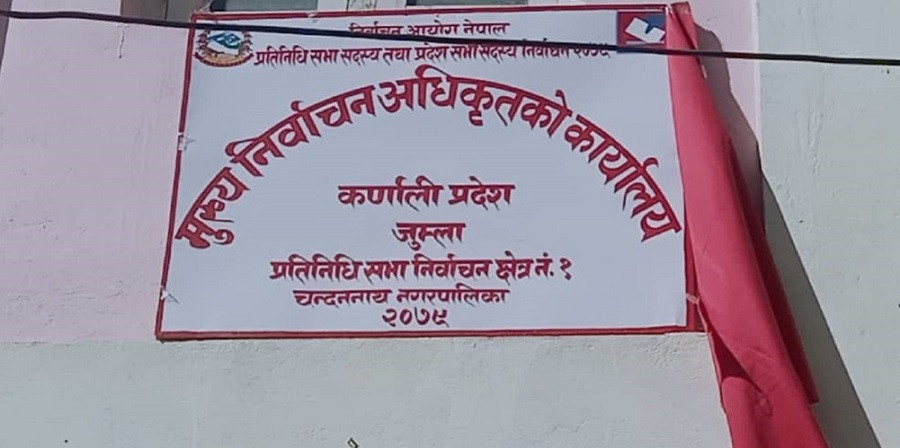 निर्वाचन आयोग नेपाल
प्रतिनिधि सभा सदस्य तथा प्रदेश सभा सदस्य निर्वाचन २०७९
मुख्य निर्वाचन अधिकृतको कार्यालय
कर्णाली प्रदेश
जुम्ला
प्रतिनिधि सभा निर्वाचन क्षेत्र नं. १
चन्दननाथ नगरपालिका
२०७९